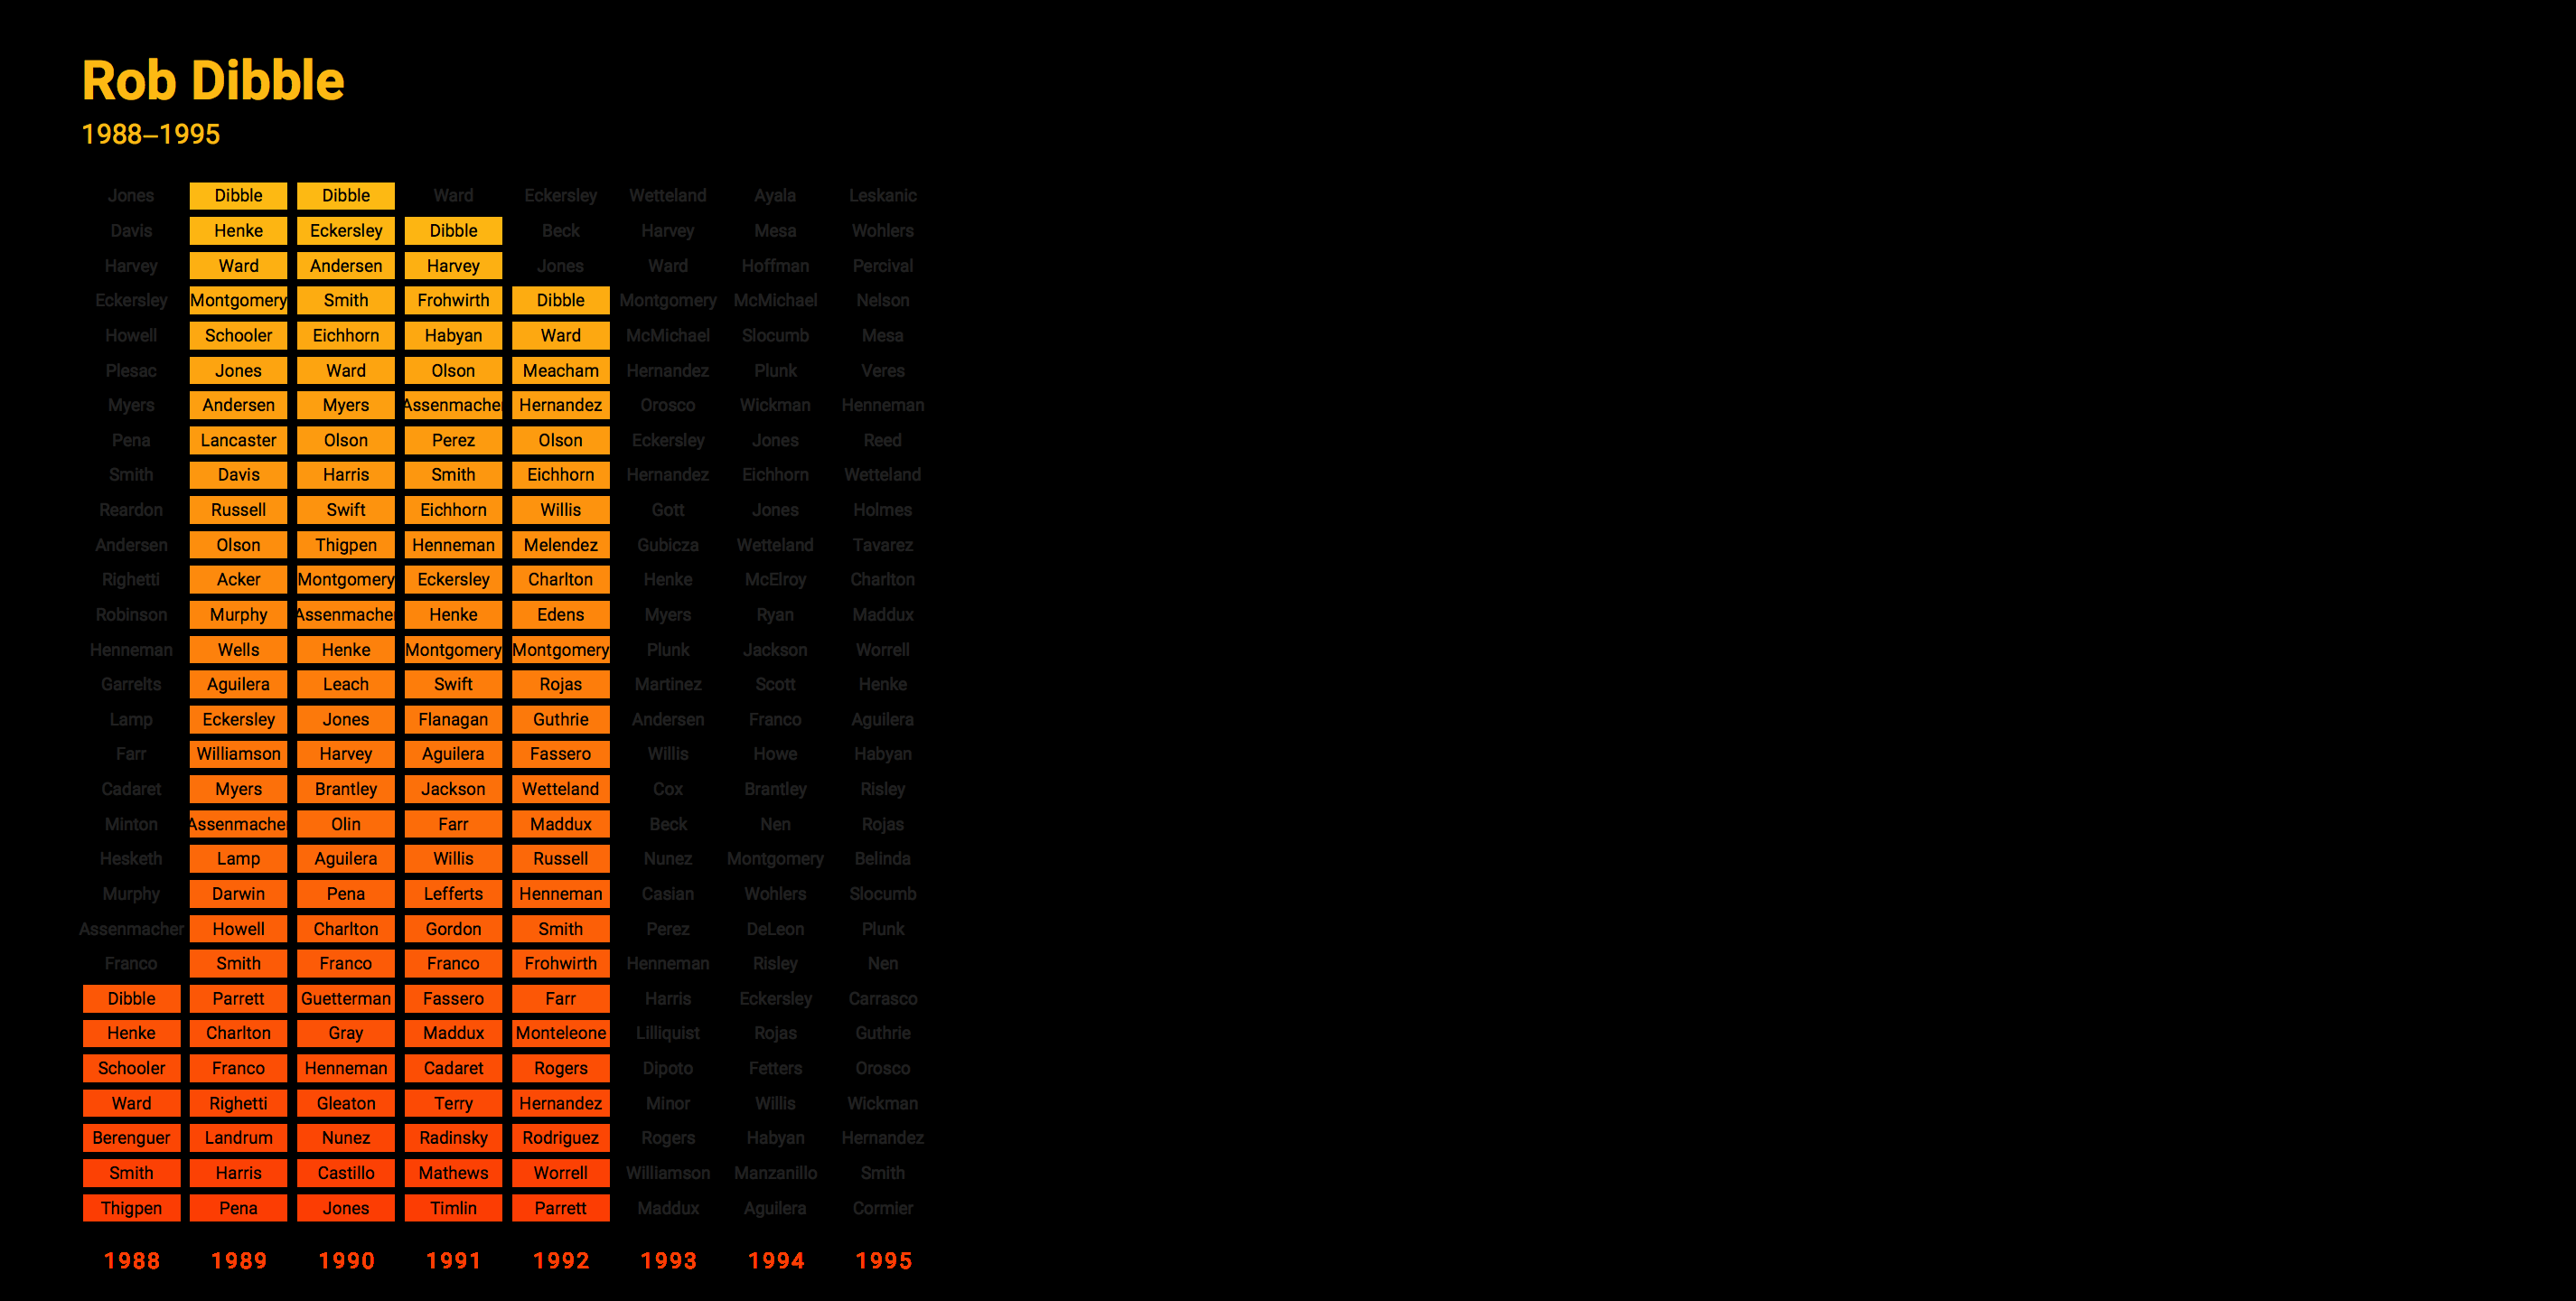 Rob Dibble
1988–1995
Jones Dibble Dibble Ward Eckersley Wetteland Ayala Leskanic
Davis Henke Eckersley Dibble Beck Harvey Mesa Wohlers
Harvey Ward Andersen Harvey Jones Ward Hoffman Percival
Eckersley Montgomery Smith Frohwirth Dibble Montgomery McMichael Nelson
Howell Schooler Eichhorn Habyan Ward McMichael Slocumb Mesa
Plesac Jones Ward Olson Meacham Hernandez Plunk Veres
Myers Andersen Myers Assenmacher Hernandez Orosco Wickman Henneman
Pena Lancaster Olson Perez Olson Eckersley Jones Reed
Smith Davis Harris Smith Eichhorn Hernandez Eichhorn Wetteland
Reardon Russell Swift Eichhorn Willis Gott Jones Holmes
Andersen Olson Thigpen Henneman Melendez Gubicza Wetteland Tavarez
Righetti Acker Montgomery Eckersley Charlton Henke McElroy Charlton
Robinson Murphy Assenmacher Henke Edens Myers Ryan Maddux
Henneman Wells Henke Montgomery Montgomery Plunk Jackson Worrell
Garrelts Aguilera Leach Swift Rojas Martinez Scott Henke
Lamp Eckersley Jones Flanagan Guthrie Andersen Franco Aguilera
Farr Williamson Harvey Aguilera Fassero Willis Howe Habyan
Cadaret Myers Brantley Jackson Wetteland Cox Brantley Risley
Minton Assenmacher Olin Farr Maddux Beck Nen Rojas
Hesketh Lamp Aguilera Willis Russell Nunez Montgomery Belinda
Murphy Darwin Pena Lefferts Henneman Casian Wohlers Slocumb
Assenmacher Howell Charlton Gordon Smith Perez DeLeon Plunk
Franco Smith Franco Franco Frohwirth Henneman Risley Nen
Dibble Parrett Guetterman Fassero Farr Harris Eckersley Carrasco
Henke Charlton Gray Maddux Monteleone Lilliquist Rojas Guthrie
Schooler Franco Henneman Cadaret Rogers Dipoto Fetters Orosco
Ward Righetti Gleaton Terry Hernandez Minor Willis Wickman
Berenguer Landrum Nunez Radinsky Rodriguez Rogers Habyan Hernandez
Smith Harris Castillo Mathews Worrell Williamson Manzanillo Smith
Thigpen Pena Jones Timlin Parrett Maddux Aguilera Cormier
1988 1989 1990 1991 1992 1993 1994 1995